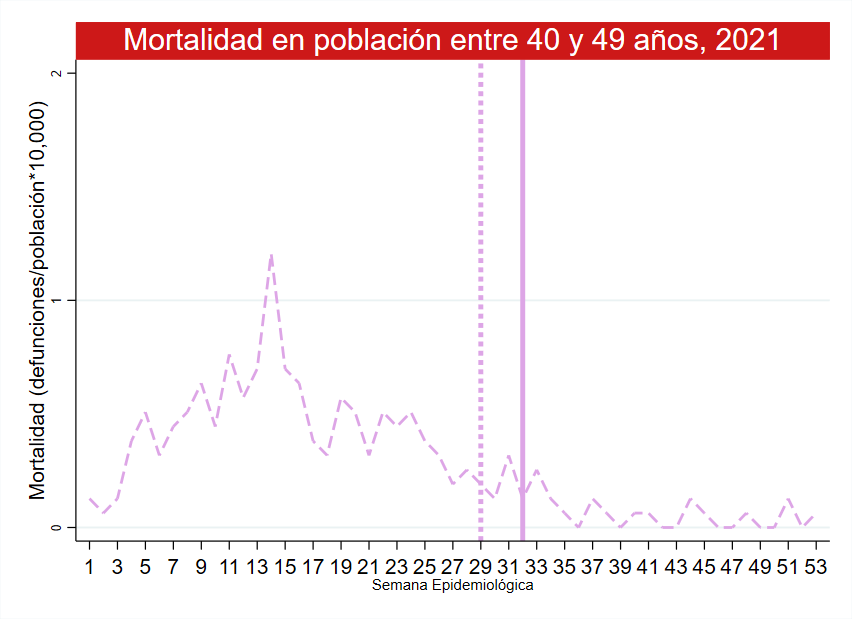 Mortalidad en población entre 40 y 49 años, 2021
Mortalidad (defunciones/población*10,000)
2
1
0
1 3 5 7 9 11 13 15 17 19 21 23 25 27 29 31 33 35 37 39 41 43 45 47 49 51 53
Semana Epidemiológica